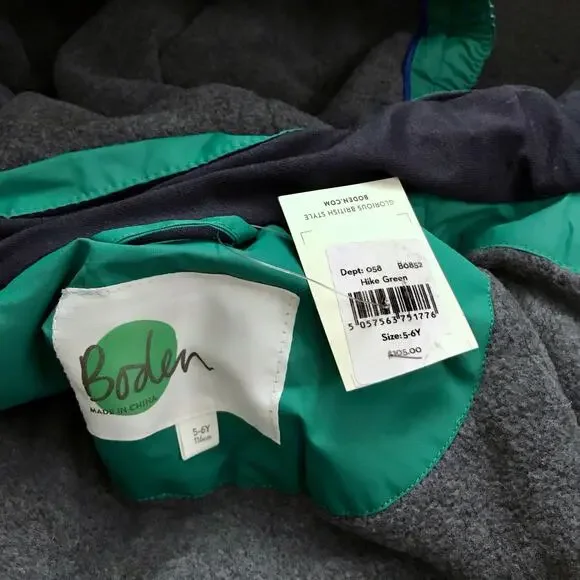 GLORIOUS BRITISH STYLE
BODEN.COM
Dept: 058 B0852
Hike Green
5 057563 751776
Size:5-6Y
$105.00
Boden
MADE IN CHINA
5-6Y
116cm